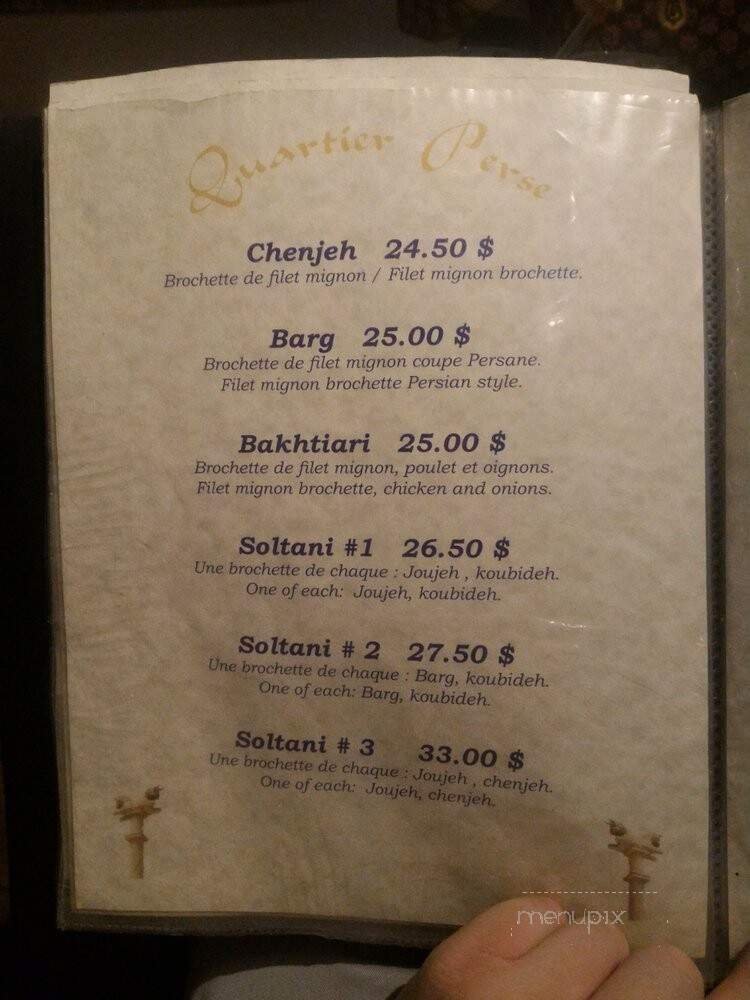 Quartier Perse
Chenjeh 24.50 $
Brochette de filet mignon / Filet mignon brochette.
Barg 25.00 $
Brochette de filet mignon coupe Persane.
Filet mignon brochette Persian style.
Bakhtiari 25.00 $
Brochette de filet mignon, poulet et oignons.
Filet mignon brochette, chicken and onions.
Soltani #1 26.50 $
Une brochette de chaque : Joujeh , koubideh.
One of each: Joujeh, koubideh.
Soltani # 2 27.50 $
Une brochette de chaque : Barg, koubideh.
One of each: Barg, koubideh.
Soltani # 3 33.00 $
Une brochette de chaque : Joujeh , chenjeh.
One of each: Joujeh, chenjeh.
menupix